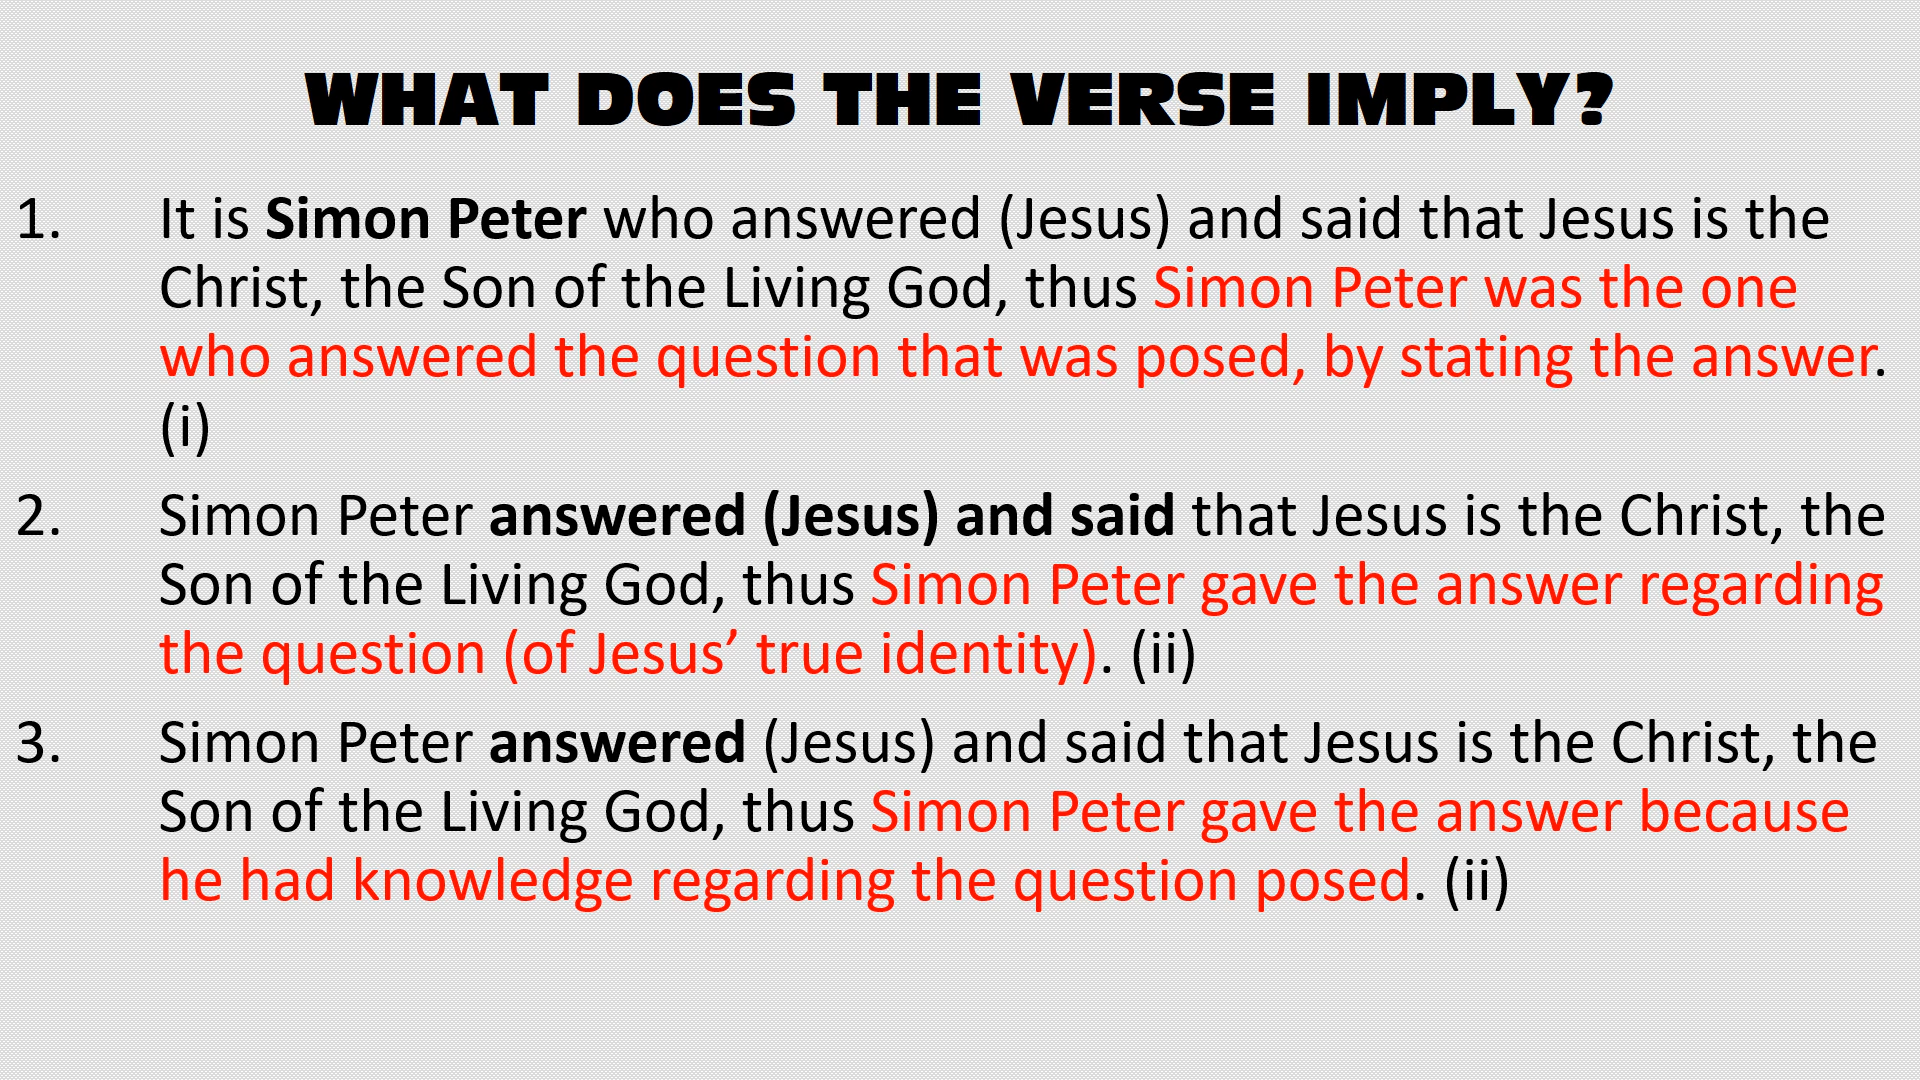 WHAT DOES THE VERSE IMPLY?
1. It is Simon Peter who answered (Jesus) and said that Jesus is the
Christ, the Son of the Living God, thus Simon Peter was the one
who answered the question that was posed, by stating the answer.
(i)
2. Simon Peter answered (Jesus) and said that Jesus is the Christ, the
Son of the Living God, thus Simon Peter gave the answer regarding
the question (of Jesus’ true identity). (ii)
3. Simon Peter answered (Jesus) and said that Jesus is the Christ, the
Son of the Living God, thus Simon Peter gave the answer because
he had knowledge regarding the question posed. (ii)